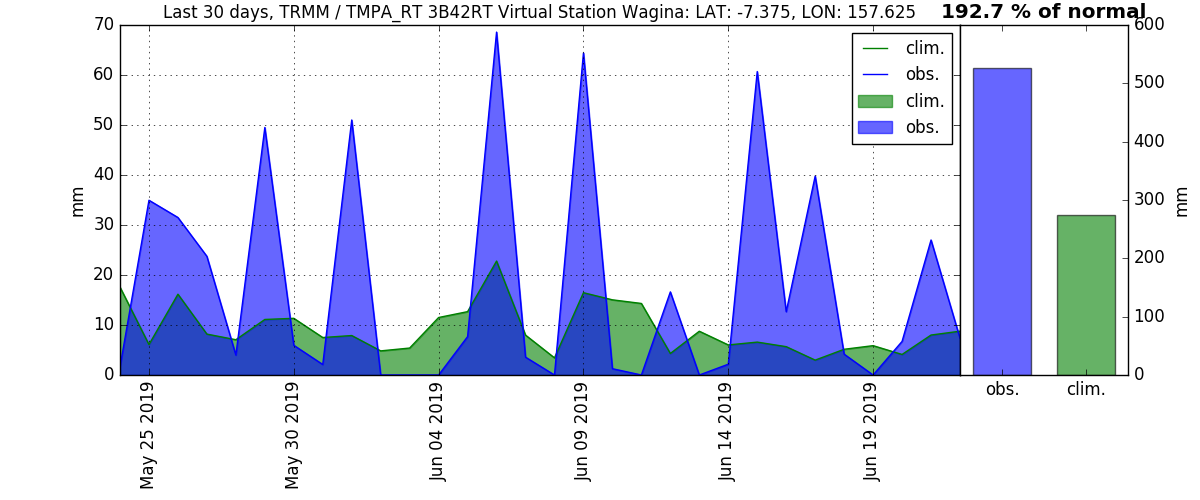 Last 30 days, TRMM / TMPA_RT 3B42RT Virtual Station Wagina: LAT: -7.375, LON: 157.625
192.7 % of normal
70
60
50
40
30
20
10
0
mm
clim.
obs.
clim.
obs.
May 25 2019
May 30 2019
Jun 04 2019
Jun 09 2019
Jun 14 2019
Jun 19 2019
600
500
400
300
200
100
0
mm
obs.
clim.